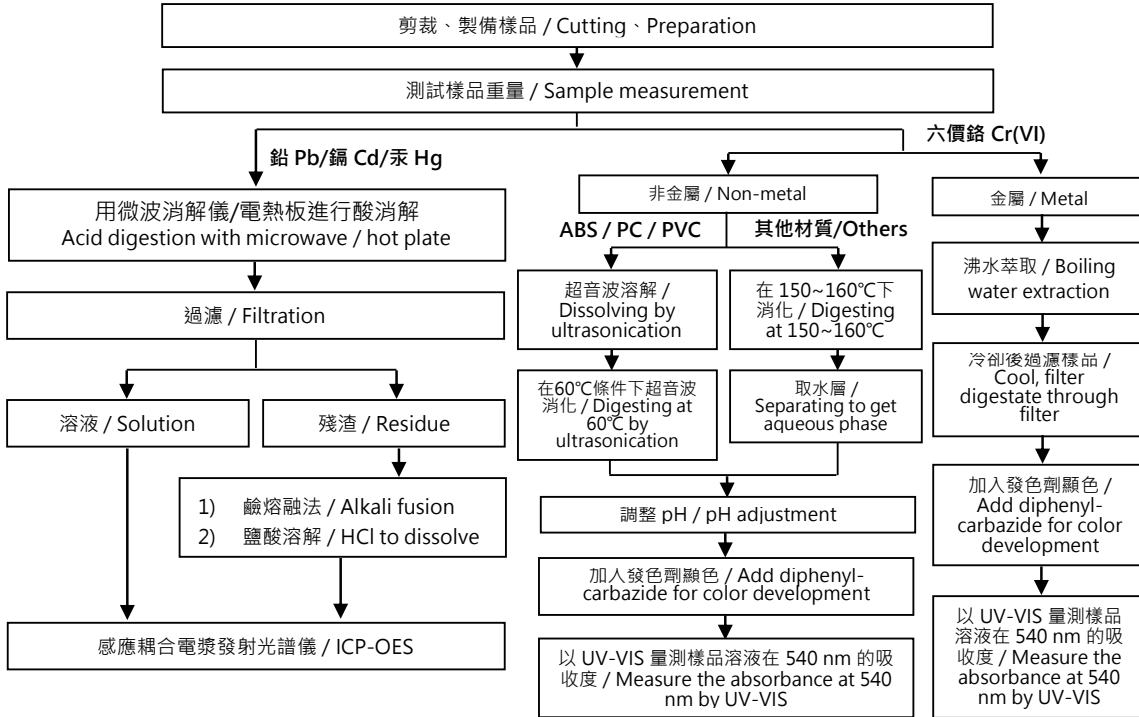 剪裁、製備樣品 / Cutting、Preparation
測試樣品重量 / Sample measurement
鉛 Pb/鎘 Cd/汞 Hg
六價鉻 Cr(VI)
用微波消解儀/電熱板進行酸消解
Acid digestion with microwave / hot plate
過濾 / Filtration
溶液 / Solution
殘渣 / Residue
1) 鹼熔融法 / Alkali fusion
2) 鹽酸溶解 / HCl to dissolve
感應耦合電漿發射光譜儀 / ICP-OES
非金屬 / Non-metal
ABS / PC / PVC
其他材質/Others
超音波溶解 /
Dissolving by
ultrasonication
在60℃條件下超音波
消化 / Digesting at
60℃ by
ultrasonication
在 150~160℃下
消化 / Digesting
at 150~160℃
取水層 /
Separating to get
aqueous phase
調整 pH / pH adjustment
加入發色劑顯色 / Add diphenyl-
carbazide for color development
以 UV-VIS 量測樣品溶液在 540 nm 的吸
收度 / Measure the absorbance at 540
nm by UV-VIS
金屬 / Metal
沸水萃取 / Boiling
water extraction
冷卻後過濾樣品 /
Cool, filter
digestate through
filter
加入發色劑顯色 /
Add diphenyl-
carbazide for color
development
以 UV-VIS 量測樣品
溶液在 540 nm 的吸
收度 / Measure the
absorbance at 540
nm by UV-VIS